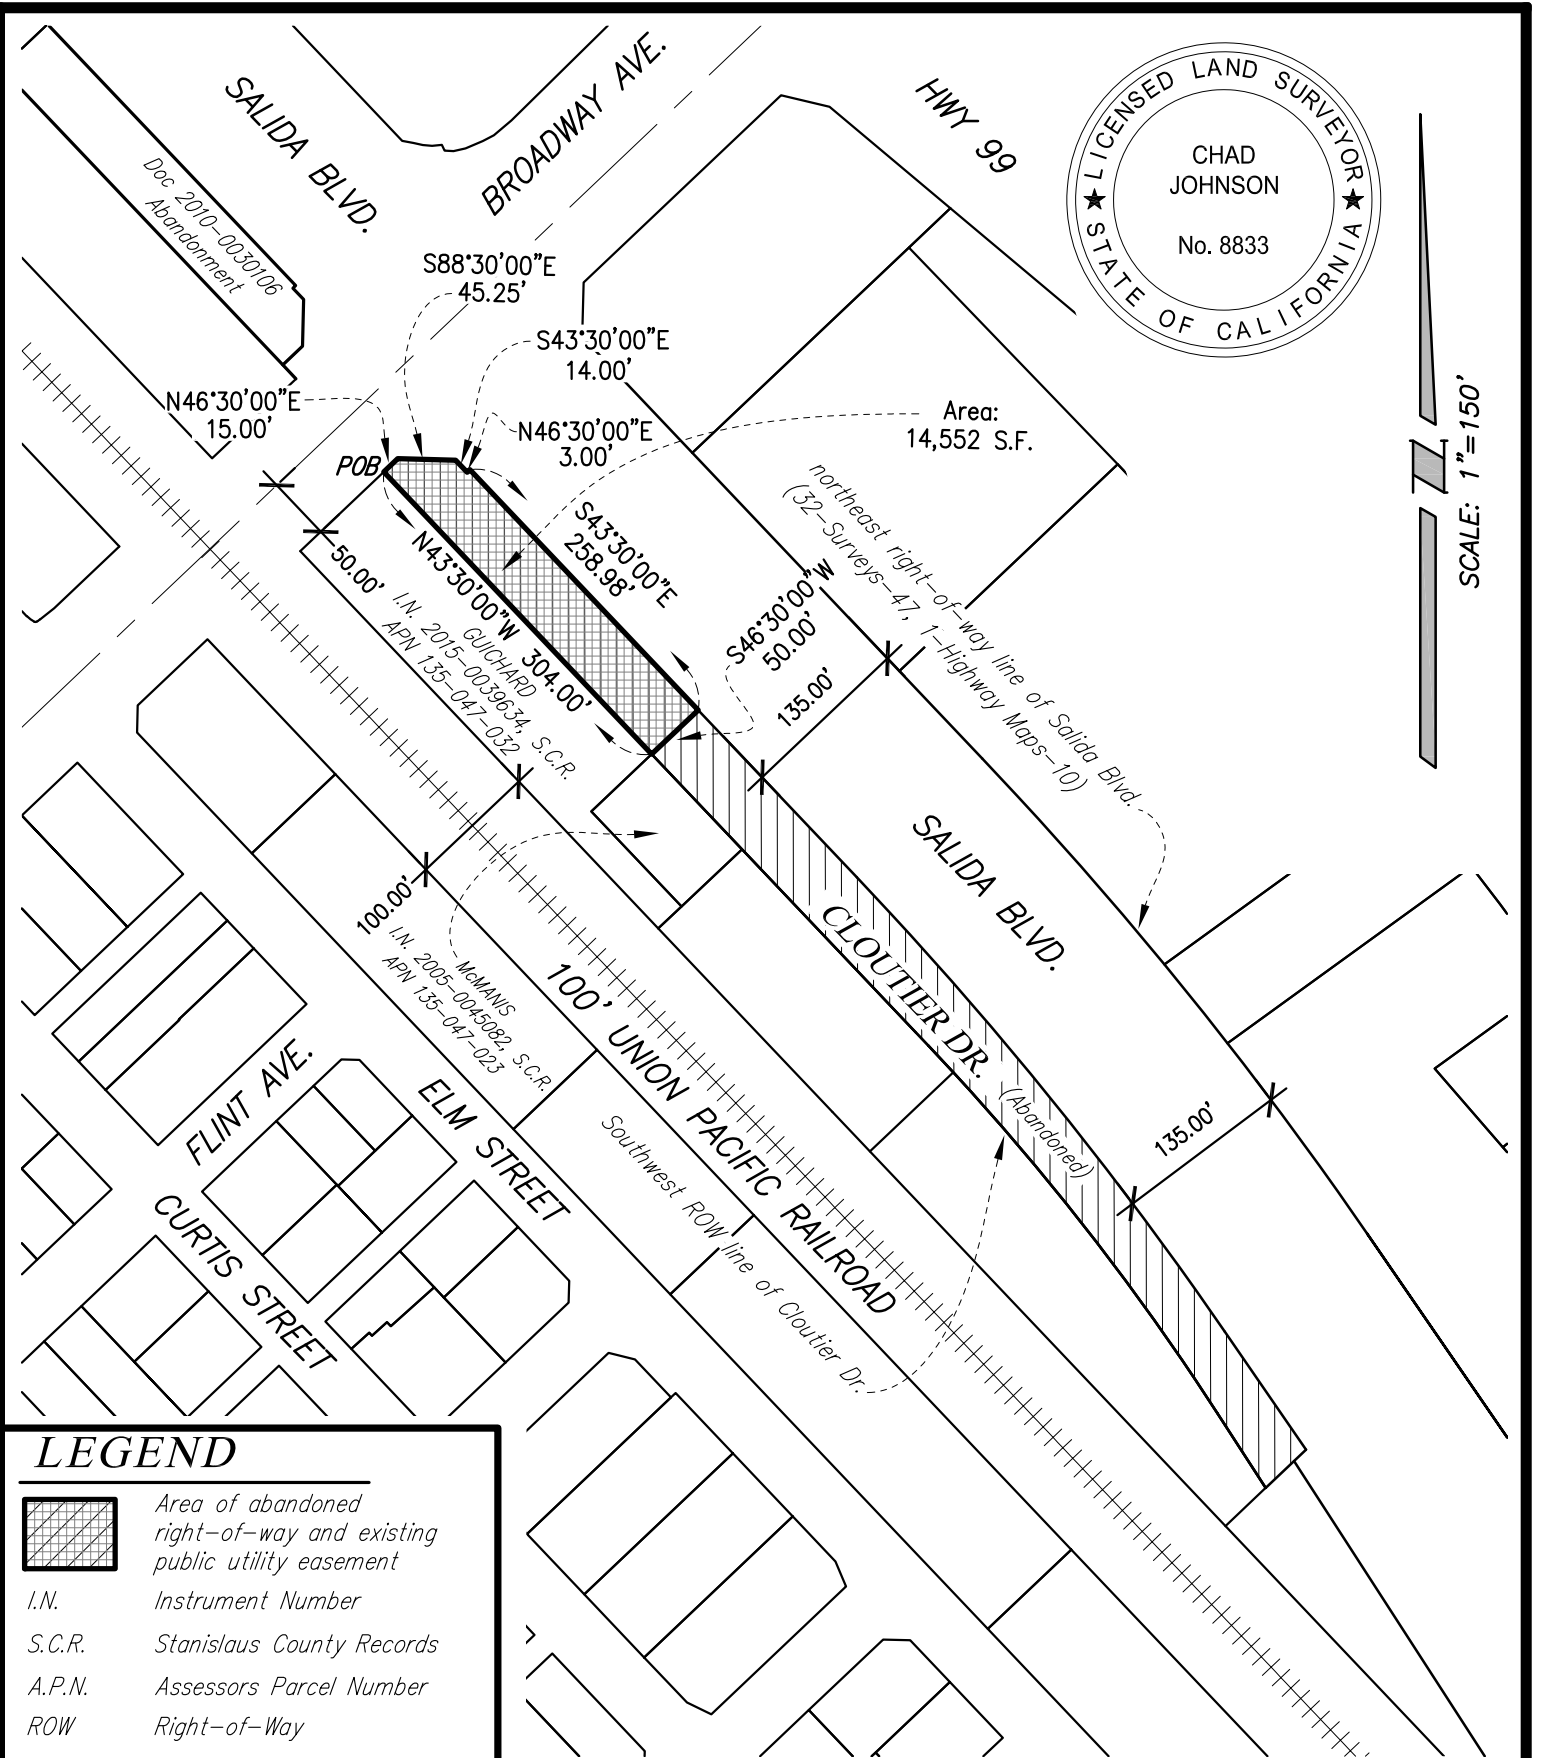 SALIDA BLVD.
BROADWAY AVE.
HWY 99
LICENSED LAND SURVEYOR
CHAD
JOHNSON
No. 8833
STATE OF CALIFORNIA
Doc 2010-0030106
Abandonment
S88°30'00"E
45.25'
S43°30'00"E
14.00'
N46°30'00"E
15.00'
N46°30'00"E
3.00'
Area:
14,552 S.F.
POB
SCALE: 1"=150'
northeast right-of-way line of Salida Blvd.
(32-Surveys-47, 1-Highway Maps-10)
S43°30'00"E
258.98'
N43°30'00"W 304.00'
50.00'
GUICHARD
I.N. 2015-0039634, S.C.R.
APN 135-047-032
S46°30'00"W
50.00'
135.00'
SALIDA BLVD.
CLOUTIER DR.
(Abandoned)
100.00'
McMANIS
I.N. 2005-0045082, S.C.R.
APN 135-047-023
100' UNION PACIFIC RAILROAD
135.00'
FLINT AVE.
ELM STREET
CURTIS STREET
Southwest ROW line of Cloutier Dr.
LEGEND
Area of abandoned
right-of-way and existing
public utility easement
I.N. Instrument Number
S.C.R. Stanislaus County Records
A.P.N. Assessors Parcel Number
ROW Right-of-Way